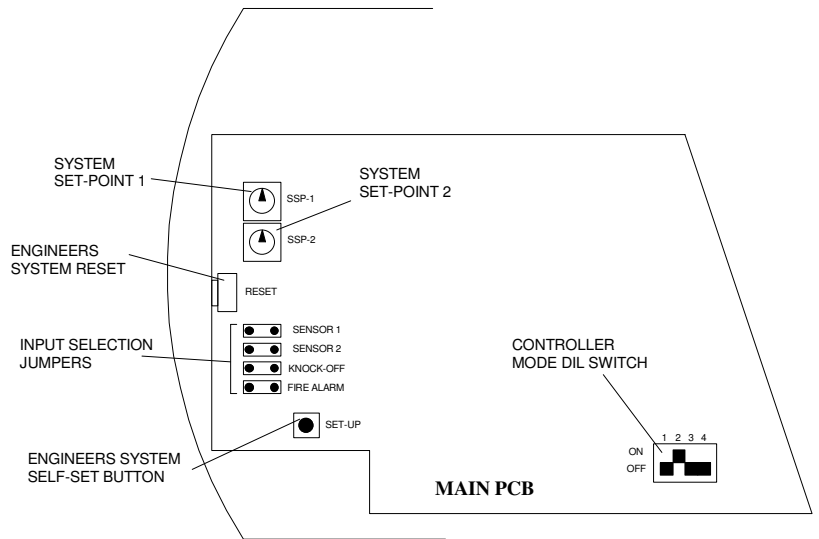 SYSTEM
SET-POINT 1
SYSTEM
SET-POINT 2
SSP-1
SSP-2
ENGINEERS
SYSTEM RESET
RESET
INPUT SELECTION
JUMPERS
SENSOR 1
SENSOR 2
KNOCK-OFF
FIRE ALARM
CONTROLLER
MODE DIL SWITCH
SET-UP
1 2 3 4
ON
OFF
ENGINEERS SYSTEM
SELF-SET BUTTON
MAIN PCB